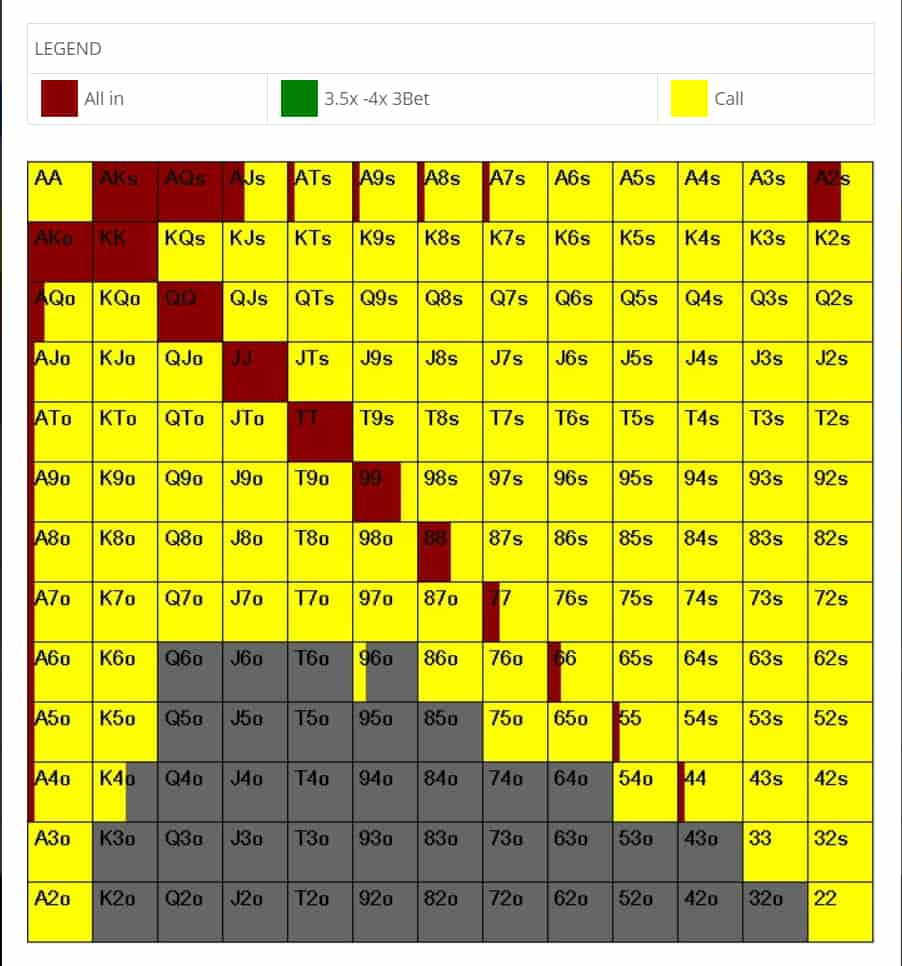 LEGEND
All in 3.5x -4x 3Bet Call
AA AKs AQs AJs ATs A9s A8s A7s A6s A5s A4s A3s A2s
AKo KK KQs KJs KTs K9s K8s K7s K6s K5s K4s K3s K2s
AQo KQo QQ QJs QTs Q9s Q8s Q7s Q6s Q5s Q4s Q3s Q2s
AJo KJo QJo JJ JTs J9s J8s J7s J6s J5s J4s J3s J2s
ATo KTo QTo JTo TT T9s T8s T7s T6s T5s T4s T3s T2s
A9o K9o Q9o J9o T9o 99 98s 97s 96s 95s 94s 93s 92s
A8o K8o Q8o J8o T8o 98o 88 87s 86s 85s 84s 83s 82s
A7o K7o Q7o J7o T7o 97o 87o 77 76s 75s 74s 73s 72s
A6o K6o Q6o J6o T6o 96o 86o 76o 66 65s 64s 63s 62s
A5o K5o Q5o J5o T5o 95o 85o 75o 65o 55 54s 53s 52s
A4o K4o Q4o J4o T4o 94o 84o 74o 64o 54o 44 43s 42s
A3o K3o Q3o J3o T3o 93o 83o 73o 63o 53o 43o 33 32s
A2o K2o Q2o J2o T2o 92o 82o 72o 62o 52o 42o 32o 22